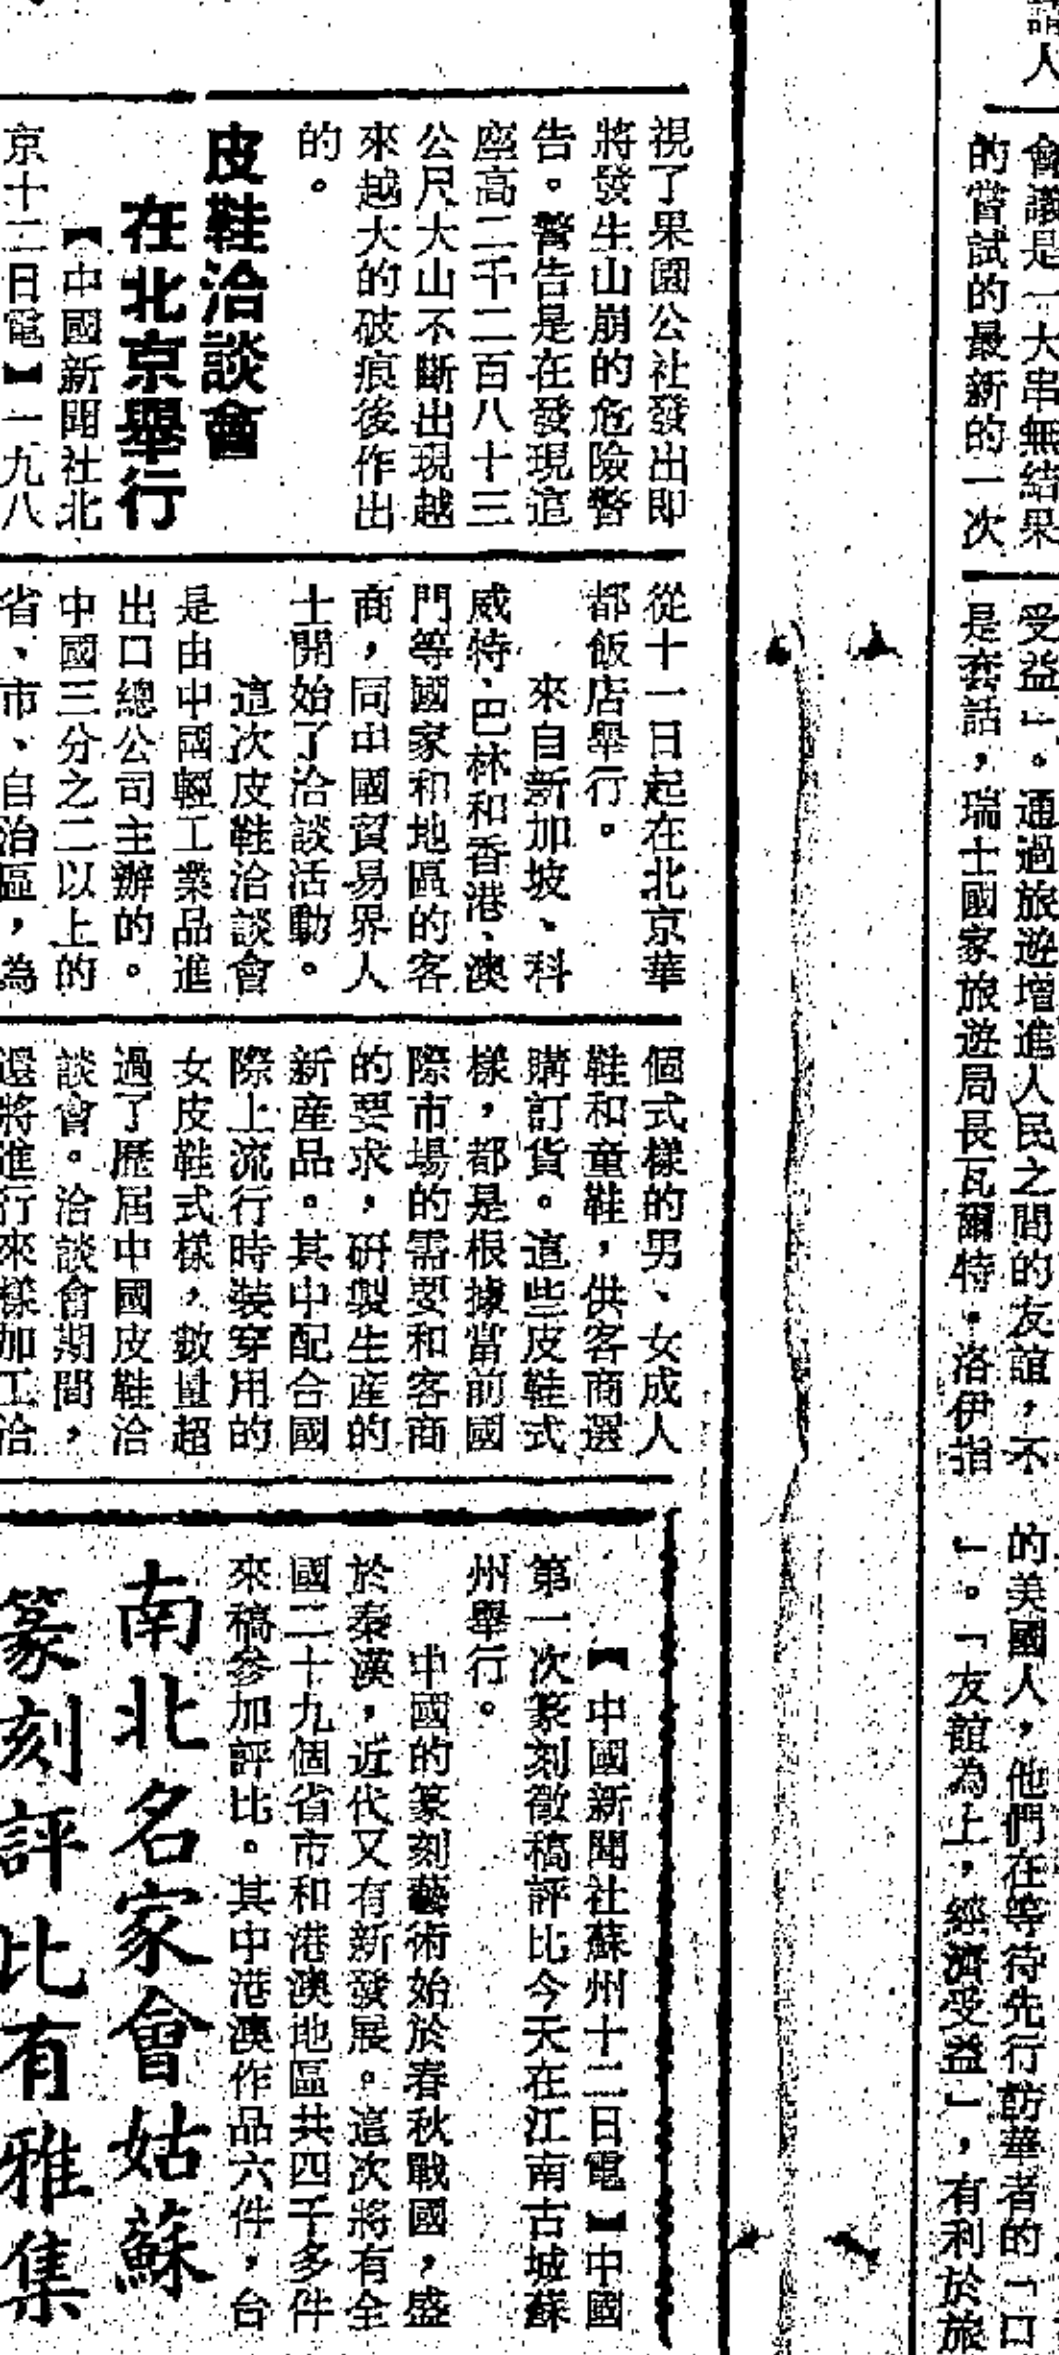 請人
會議是一大串無結果
的嘗試的最新的一次
受益」。通過旅遊增進人民之間的友誼，不
是套話，瑞士國家旅遊局長瓦爾特。洛伊指
的美國人，他們在等待先行訪華者的「口
」。「友誼為上，經濟受益」，有利於旅
視了果園公社發出即
將發生山崩的危險警
告。警告是在發現這
座高二千二百八十三
公尺大山不斷出現越
來越大的破痕後作出
的。
皮鞋洽談會
在北京舉行
【中國新聞社北
京十二日電】一九八
從十一日起在北京華
都飯店舉行。
來自新加坡、科
威特、巴林和香港、澳
門等國家和地區的客
商，同中國貿易界人
士開始了洽談活動。
這次皮鞋洽談會
是由中國輕工業品進
出口總公司主辦的。
中國三分之二以上的
省、市、自治區，為
個式樣的男、女成人
鞋和童鞋，供客商選
購訂貨。這些皮鞋式
樣，都是根據當前國
際市場的需要和客商
的要求，研製生産的
新産品。其中配合國
際上流行時裝穿用的
女皮鞋式樣，數量超
過了歷屆中國皮鞋洽
談會。洽談會期間，
還將進行來樣加工洽
【中國新聞社蘇州十二日電】中國
第一次篆刻徵稿評比今天在江南古城蘇
州舉行。
中國的篆刻藝術始於春秋戰國，盛
於秦漢，近代又有新發展。這次將有全
國二十九個省市和港澳地區共四千多件
來稿參加評比。其中港澳作品六件，台
南北名家會姑蘇
篆刻評比有雅集